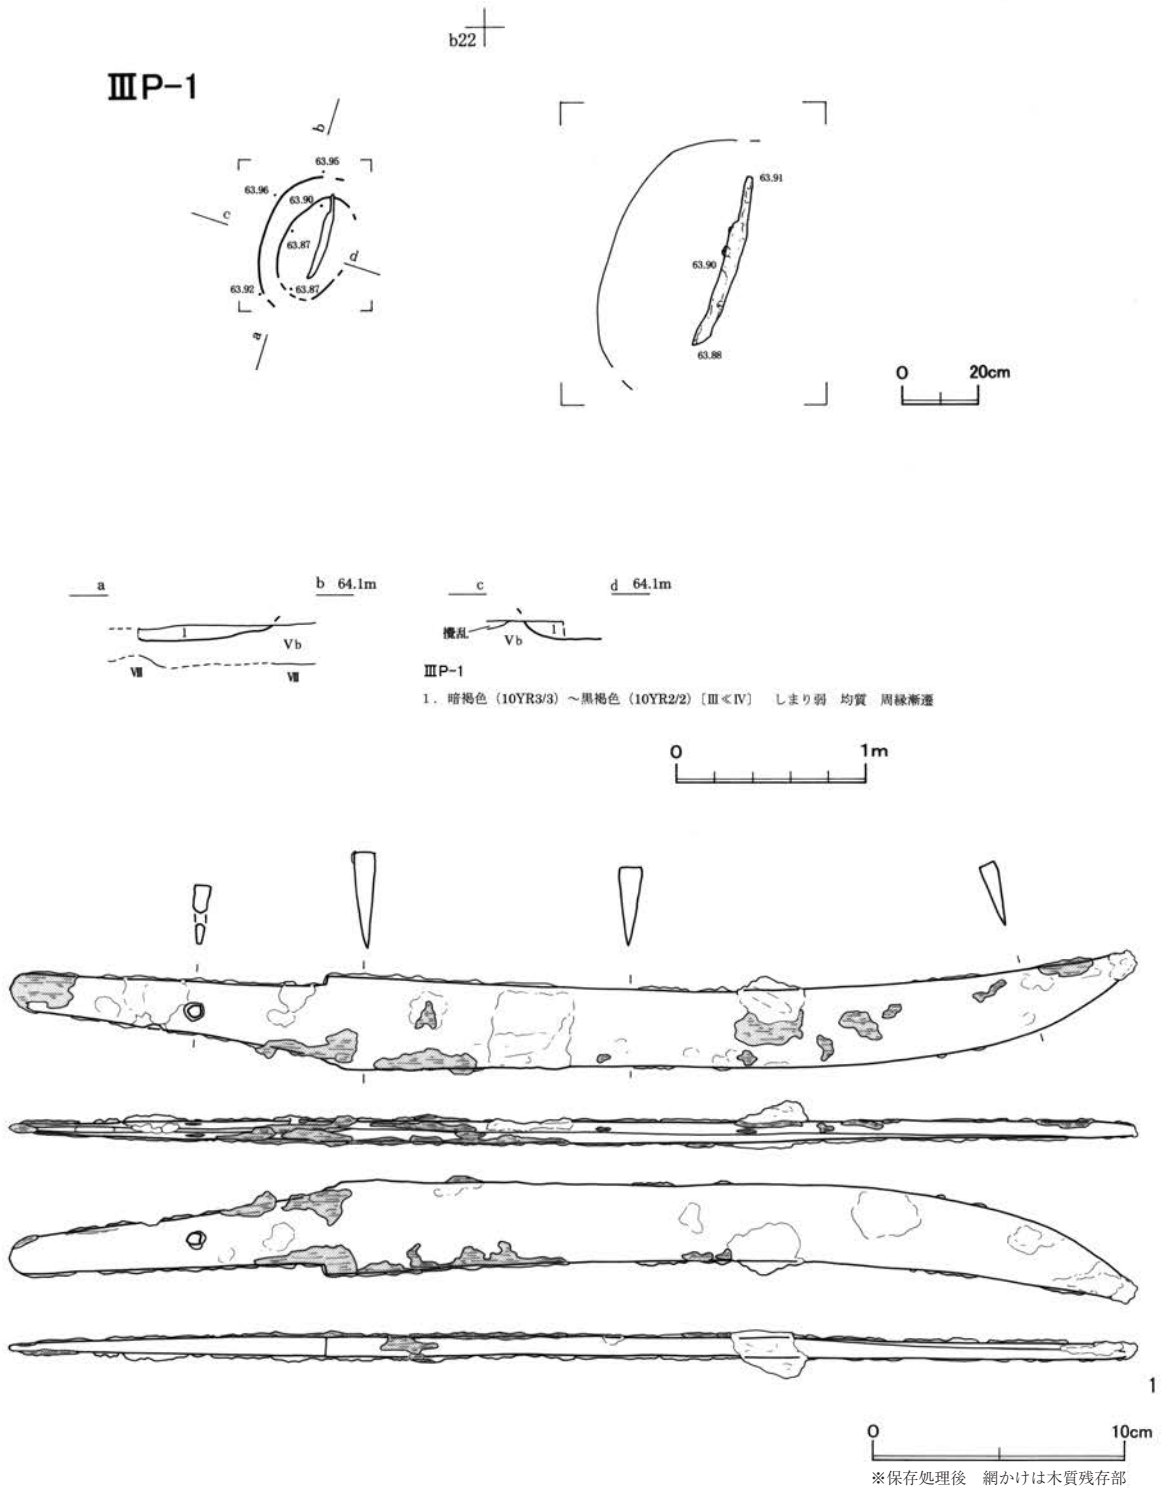 b22
ⅢP-1
b
63.95
63.96
63.90
c
63.87
d
63.92
63.87
a
63.91
63.90
63.88
0 20cm
a b 64.1m
1
Ⅴb
Ⅷ Ⅷ
c d 64.1m
攪乱 Ⅴb 1
ⅢP-1
1. 暗褐色（10YR3/3）～黒褐色（10YR2/2）［Ⅲ≪Ⅳ］ しまり弱 均質 周縁漸遷
0 1m
1
0 10cm
※保存処理後 網かけは木質残存部